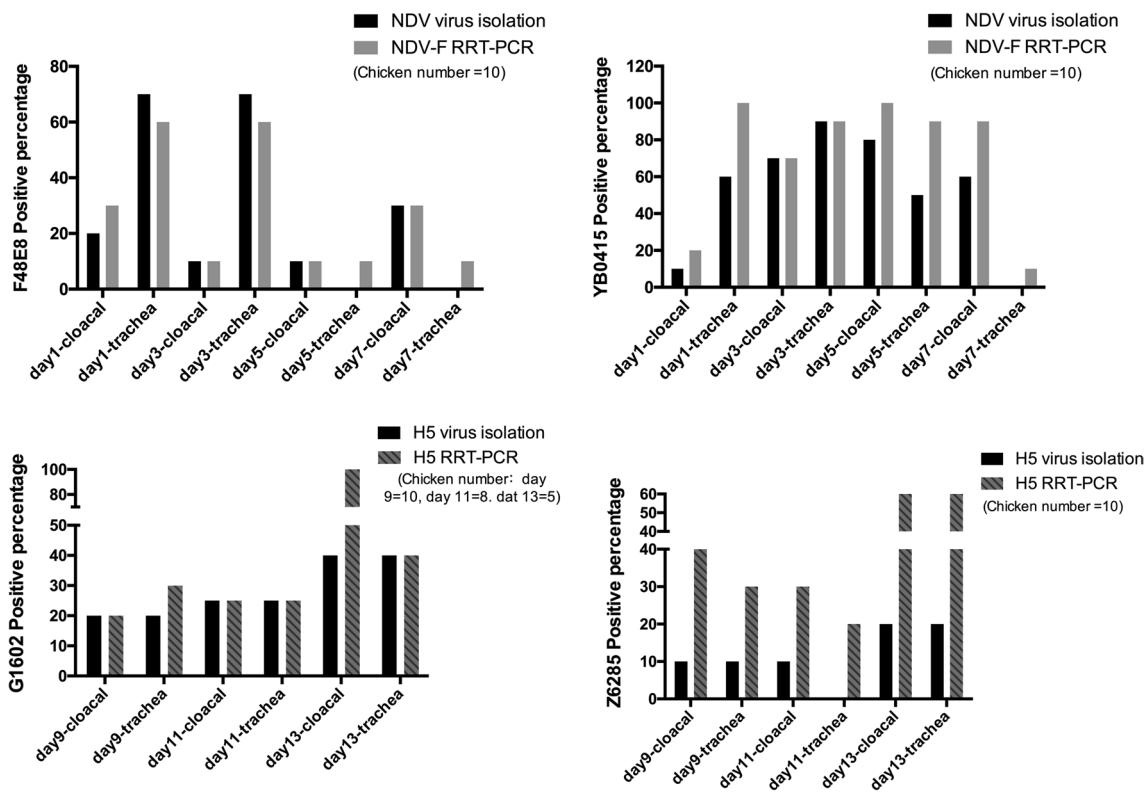 NDV virus isolation
NDV-F RRT-PCR
(Chicken number =10)
F48E8 Positive percentage
80
60
40
20
0
day1-cloacal
day1-trachea
day3-cloacal
day3-trachea
day5-cloacal
day5-trachea
day7-cloacal
day7-trachea
NDV virus isolation
NDV-F RRT-PCR
(Chicken number =10)
YB0415 Positive percentage
120
100
80
60
40
20
0
day1-cloacal
day1-trachea
day3-cloacal
day3-trachea
day5-cloacal
day5-trachea
day7-cloacal
day7-trachea
H5 virus isolation
H5 RRT-PCR
(Chicken number: day
9=10, day 11=8. dat 13=5)
G1602 Positive percentage
100
80
50
40
30
20
10
0
day9-cloacal
day9-trachea
day11-cloacal
day11-trachea
day13-cloacal
day13-trachea
H5 virus isolation
H5 RRT-PCR
(Chicken number =10)
Z6285 Positive percentage
60
50
40
40
30
20
10
0
day9-cloacal
day9-trachea
day11-cloacal
day11-trachea
day13-cloacal
day13-trachea